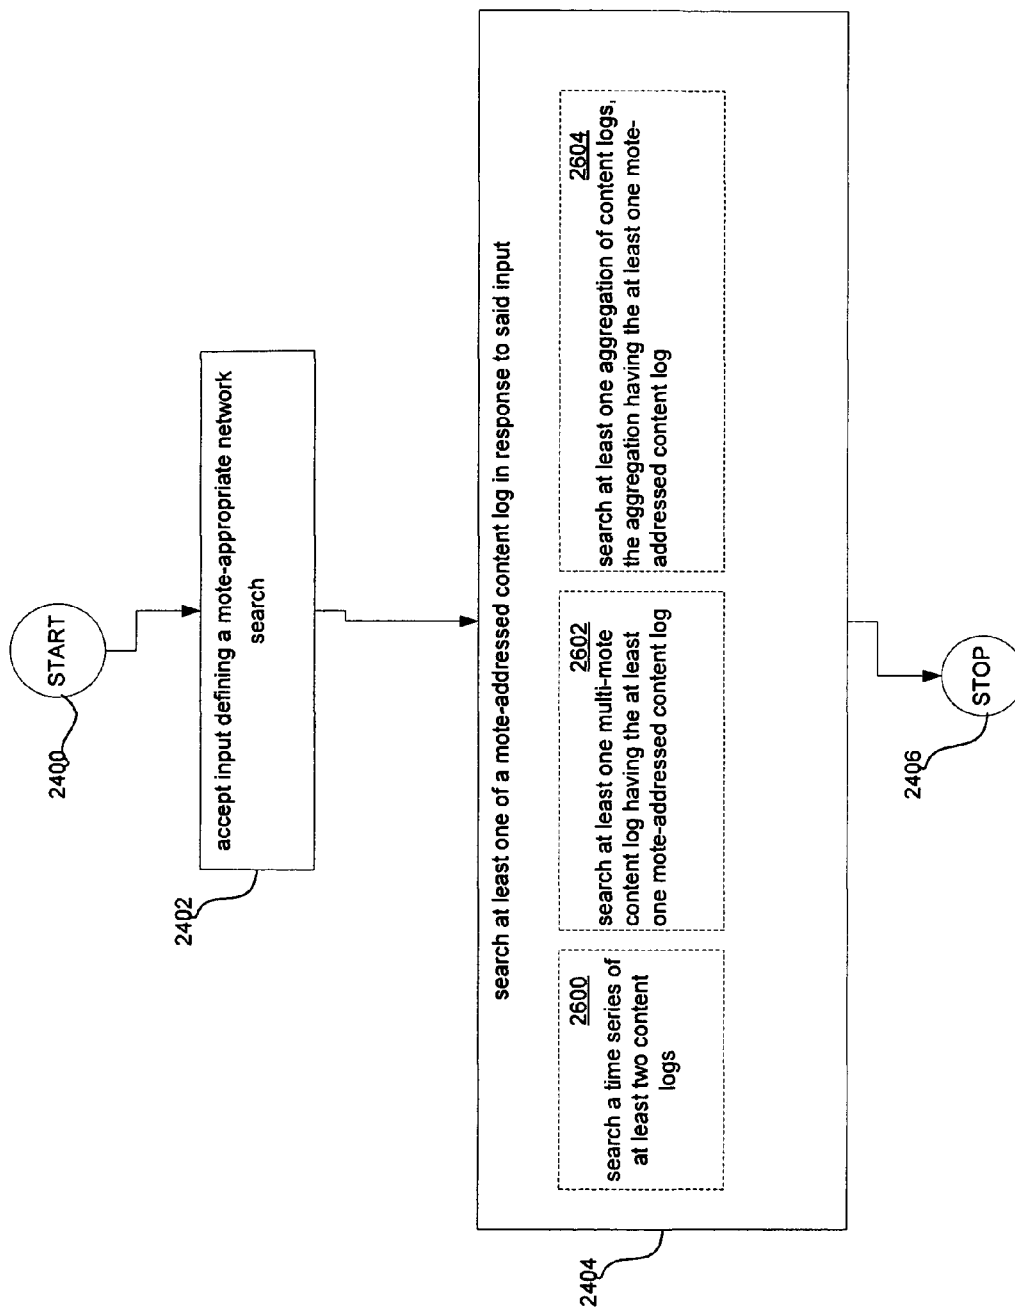 START
2400
accept input defining a mote-appropriate network
search
2402
search at least one of a mote-addressed content log in response to said input
2404
2600
search a time series of
at least two content
logs
2602
search at least one multi-mote
content log having the at least
one mote-addressed content log
2604
search at least one aggregation of content logs,
the aggregation having the at least one mote-
addressed content log
STOP
2406